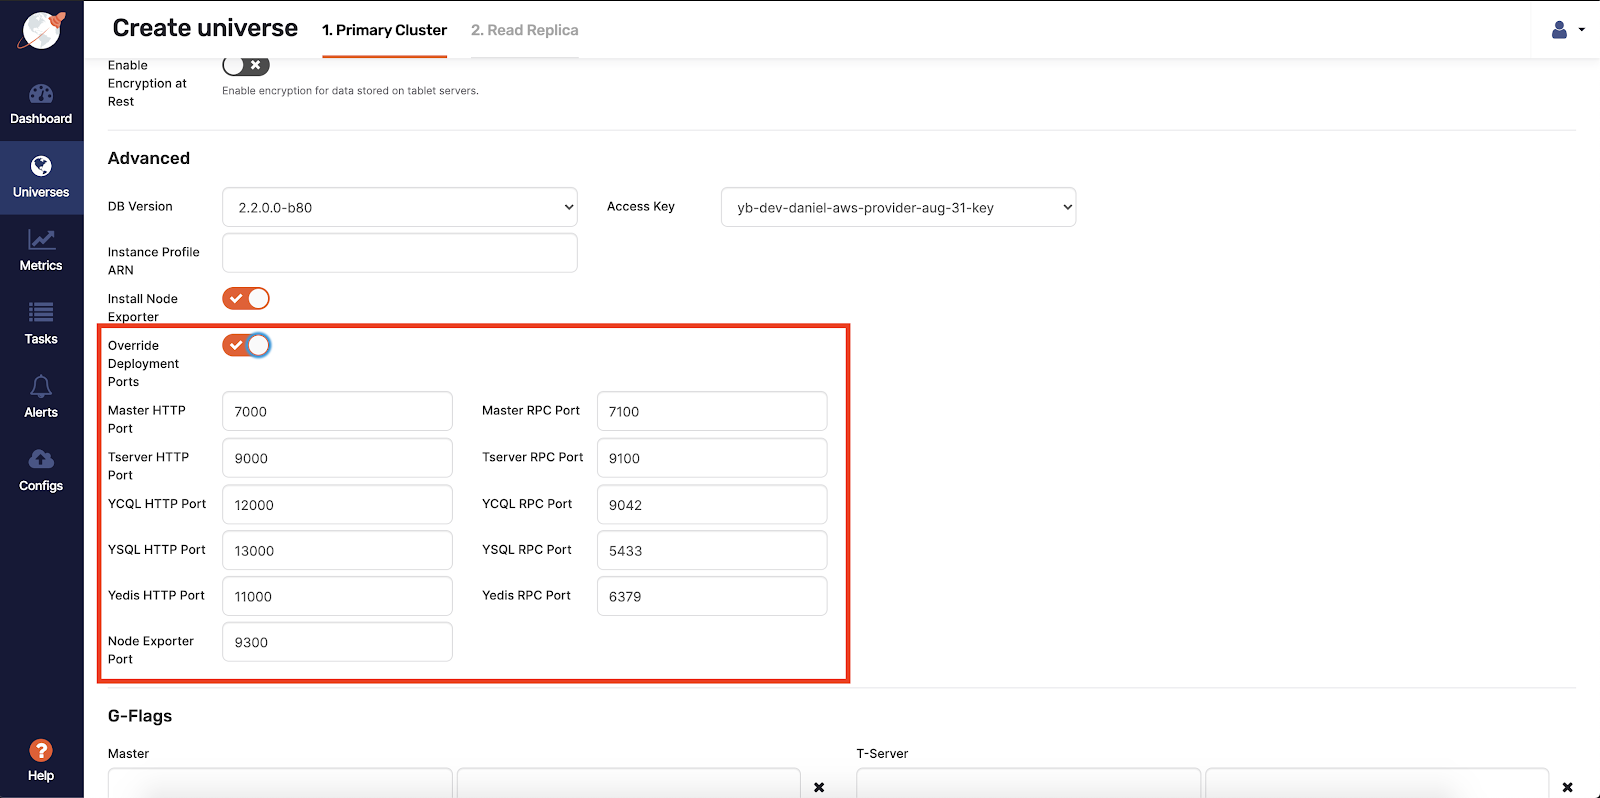 Create universe
1. Primary Cluster
2. Read Replica
Dashboard
Universes
Metrics
Tasks
Alerts
Configs
Help
Enable
Encryption at
Rest
Enable encryption for data stored on tablet servers.
Advanced
DB Version
2.2.0.0-b80
Access Key
yb-dev-daniel-aws-provider-aug-31-key
Instance Profile
ARN
Install Node
Exporter
Override
Deployment
Ports
Master HTTP
Port
7000
Master RPC Port
7100
Tserver HTTP
Port
9000
Tserver RPC Port
9100
YCQL HTTP Port
12000
YCQL RPC Port
9042
YSQL HTTP Port
13000
YSQL RPC Port
5433
Yedis HTTP Port
11000
Yedis RPC Port
6379
Node Exporter
Port
9300
G-Flags
Master
T-Server